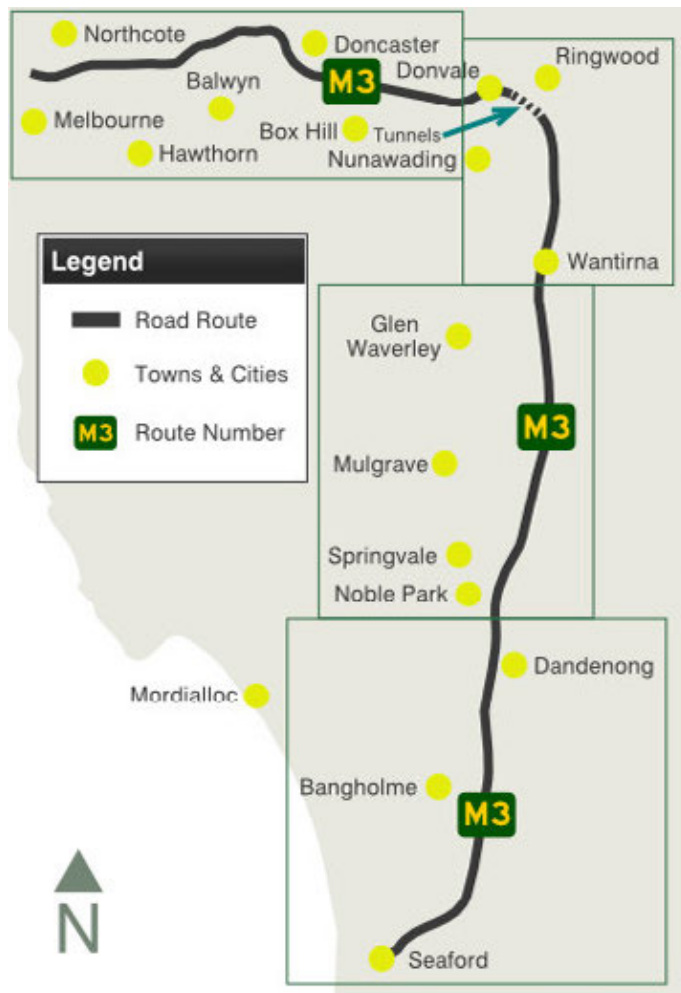 Northcote
Doncaster
Ringwood
Donvale
M3
Balwyn
Melbourne
Box Hill
Tunnels
Hawthorn
Nunawading
Legend
Wantirna
Road Route
Glen
Waverley
Towns & Cities
M3
M3 Route Number
Mulgrave
Springvale
Noble Park
Dandenong
Mordialloc
Bangholme
M3
N
Seaford